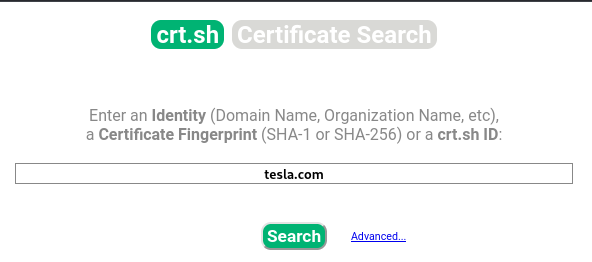 crt.sh Certificate Search
Enter an Identity (Domain Name, Organization Name, etc),
a Certificate Fingerprint (SHA-1 or SHA-256) or a crt.sh ID:
tesla.com
Search Advanced...